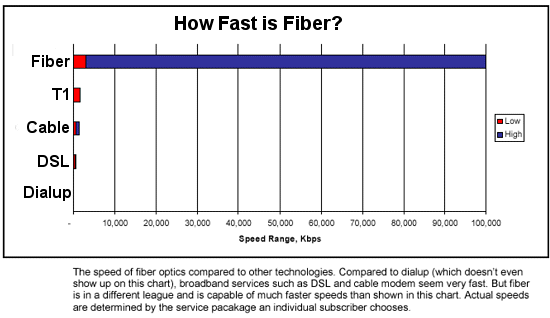 How Fast is Fiber?
Fiber
T1
Cable
DSL
Dialup
Low
High
- 10,000 20,000 30,000 40,000 50,000 60,000 70,000 80,000 90,000 100,000
Speed Range, Kbps
The speed of fiber optics compared to other technologies. Compared to dialup (which doesn't even
show up on this chart), broadband services such as DSL and cable modem seem very fast. But fiber
is in a different league and is capable of much faster speeds than shown in this chart. Actual speeds
are determined by the service pacakage an individual subscriber chooses.